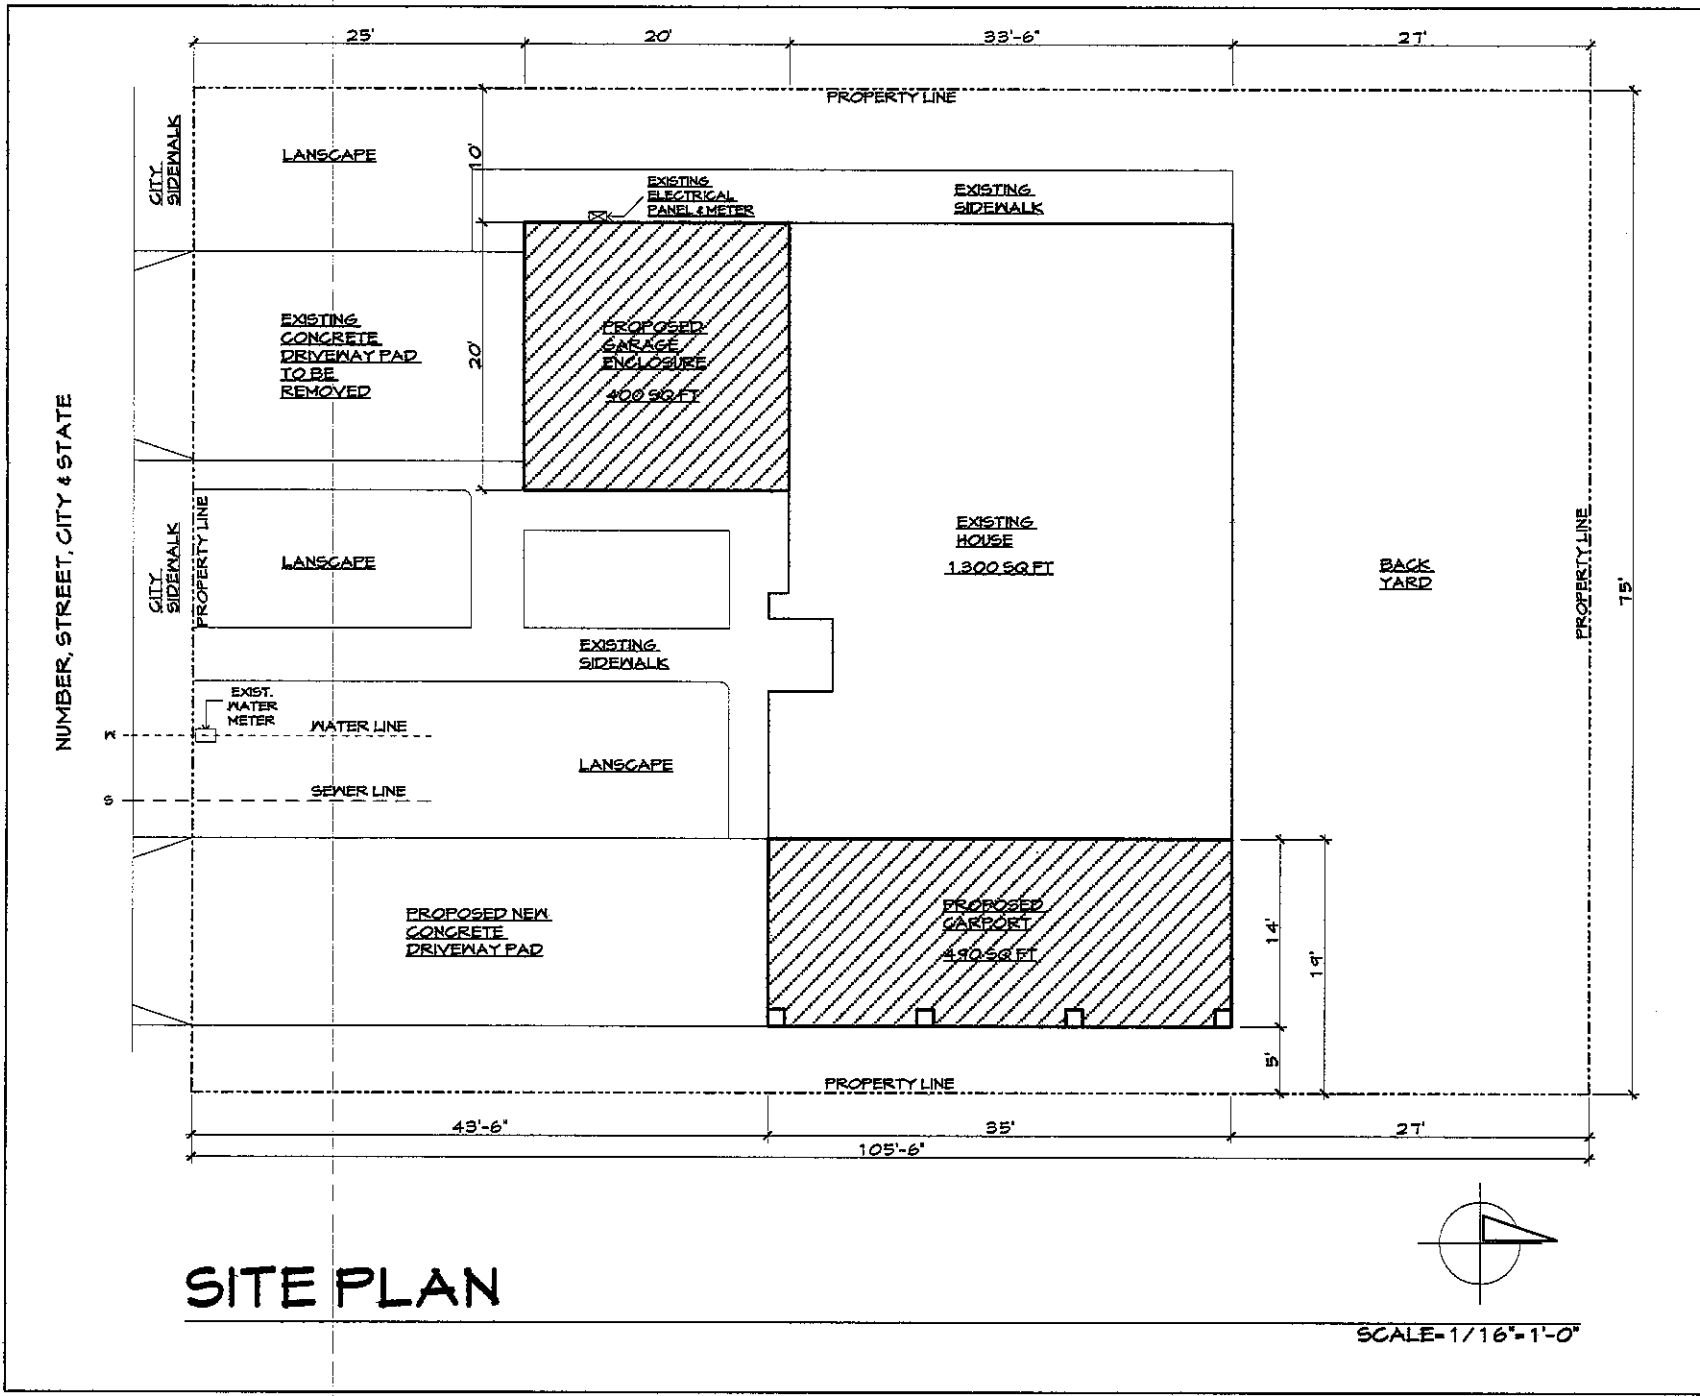 25'
20'
33'-6"
27'
PROPERTY LINE
CITY
SIDEWALK
LANSCAPE
10'
EXISTING
ELECTRICAL
PANEL & METER
EXISTING
SIDEWALK
EXISTING
CONCRETE
DRIVEWAY PAD
TO BE
REMOVED
20'
PROPOSED
GARAGE
ENCLOSURE
400 SQ FT
NUMBER, STREET, CITY & STATE
CITY
SIDEWALK
PROPERTY LINE
LANSCAPE
EXISTING
HOUSE
1.300 SQ FT
BACK
YARD
PROPERTY LINE
75'
EXISTING
SIDEWALK
EXIST.
WATER
METER
W
WATER LINE
LANSCAPE
S
SEWER LINE
PROPOSED NEW
CONCRETE
DRIVEWAY PAD
PROPOSED
CARPORT
490 SQ FT
14'
19'
5'
PROPERTY LINE
43'-6"
35'
27'
105'-6"
SITE PLAN
SCALE=1/16"=1'-0"